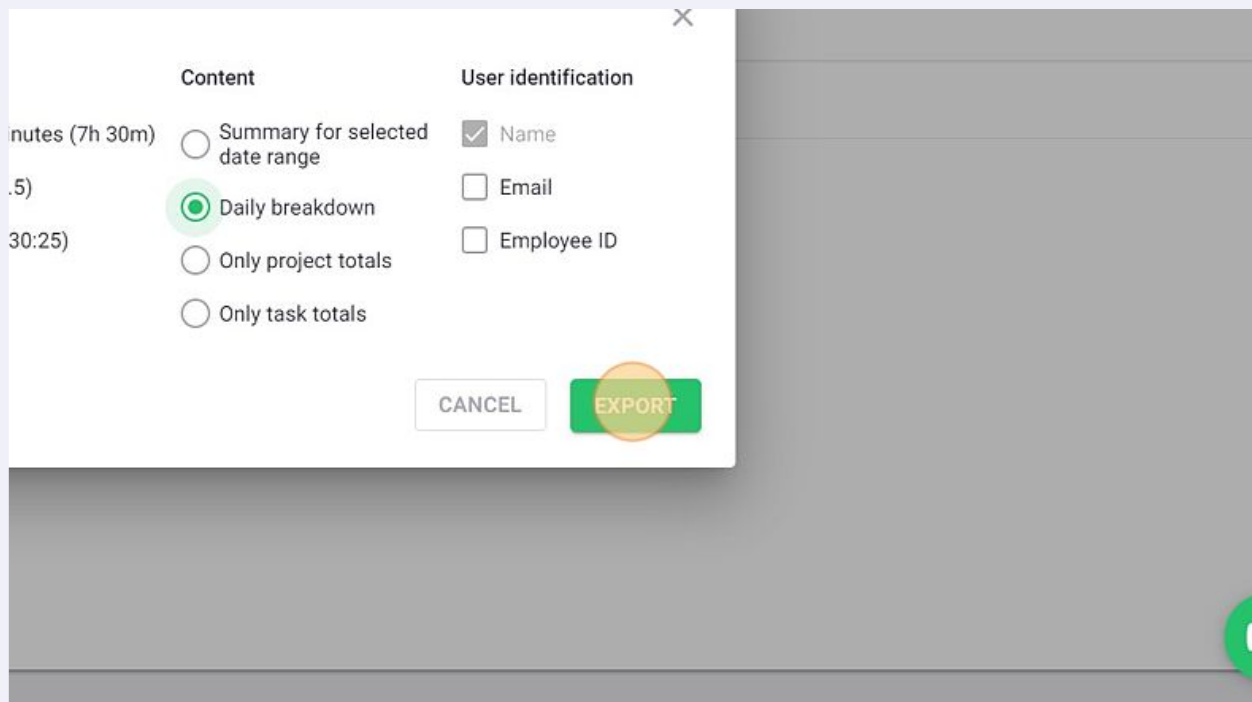 Content
User identification
inutes (7h 30m)
Summary for selected
date range
Name
.5)
Daily breakdown
Email
30:25)
Only project totals
Employee ID
Only task totals
CANCEL
EXPORT